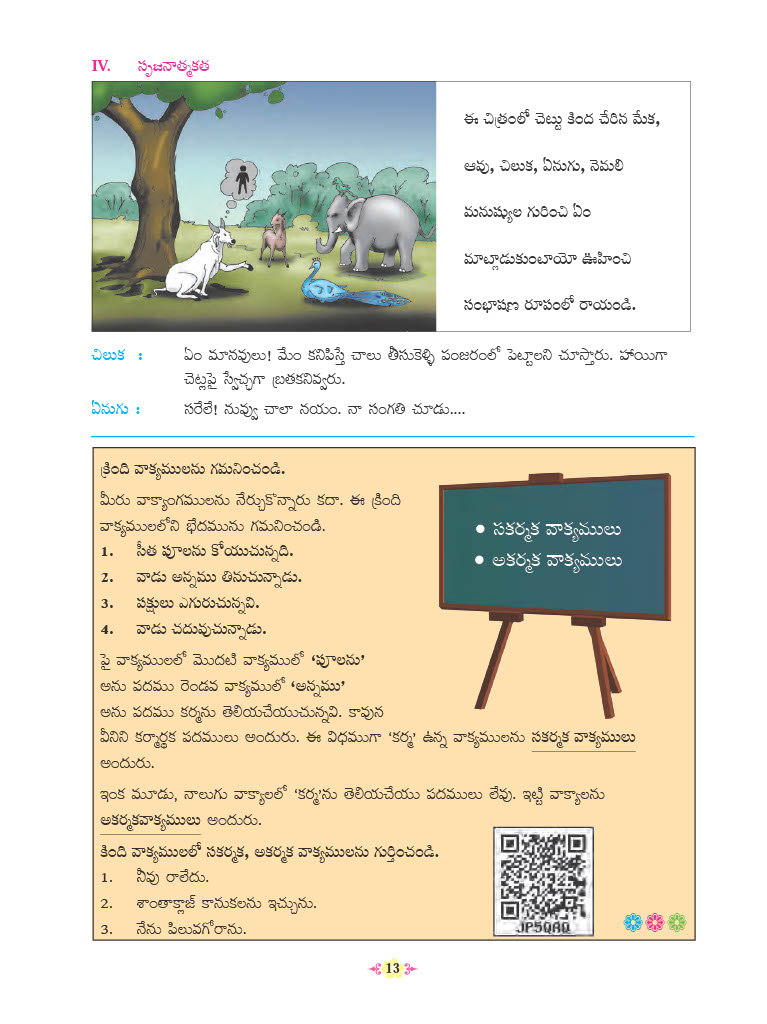 IV. సృజనాత్మకత
ఈ చిత్రంలో చెట్టు కింద చేరిన మేక,
ఆవు, చిలుక, ఏనుగు, నెమలి
మనుష్యుల గురించి ఏం
మాట్లాడుకుంటాయో ఊహించి
సంభాషణ రూపంలో రాయండి.
చిలుక : ఏం మానవులు! మేం కనిపిస్తే చాలు తీసుకెళ్ళి పంజరంలో పెట్టాలని చూస్తారు. హాయిగా
చెట్లపై స్వేచ్ఛగా బ్రతకనివ్వరు.
ఏనుగు : సరేలే! నువ్వు చాలా నయం. నా సంగతి చూడు....
క్రింది వాక్యములను గమనించండి.
మీరు వాక్యాంగములను నేర్చుకొన్నారు కదా. ఈ క్రింది
వాక్యములలోని భేదమును గమనించండి.
1. సీత పూలను కోయుచున్నది.
2. వాడు అన్నము తినుచున్నాడు.
3. పక్షులు ఎగురుచున్నవి.
4. వాడు చదువుచున్నాడు.
• సకర్మక వాక్యములు
• అకర్మక వాక్యములు
పై వాక్యములలో మొదటి వాక్యములో ‘పూలను’
అను పదము రెండవ వాక్యములో ‘అన్నము’
అను పదము కర్మను తెలియచేయుచున్నవి. కావున
వీనిని కర్మార్థక పదములు అందురు. ఈ విధముగా ‘కర్మ’ ఉన్న వాక్యములను సకర్మక వాక్యములు
అందురు.
ఇంక మూడు, నాలుగు వాక్యాలలో ‘కర్మ’ను తెలియచేయు పదములు లేవు. ఇట్టి వాక్యాలను
అకర్మకవాక్యములు అందురు.
కింది వాక్యములలో సకర్మక, అకర్మక వాక్యములను గుర్తించండి.
1. నీవు రాలేదు.
2. శాంతాక్లాజ్ కానుకలను ఇచ్చును.
3. నేను పిలువగోరాను.
JP5QAQ
13